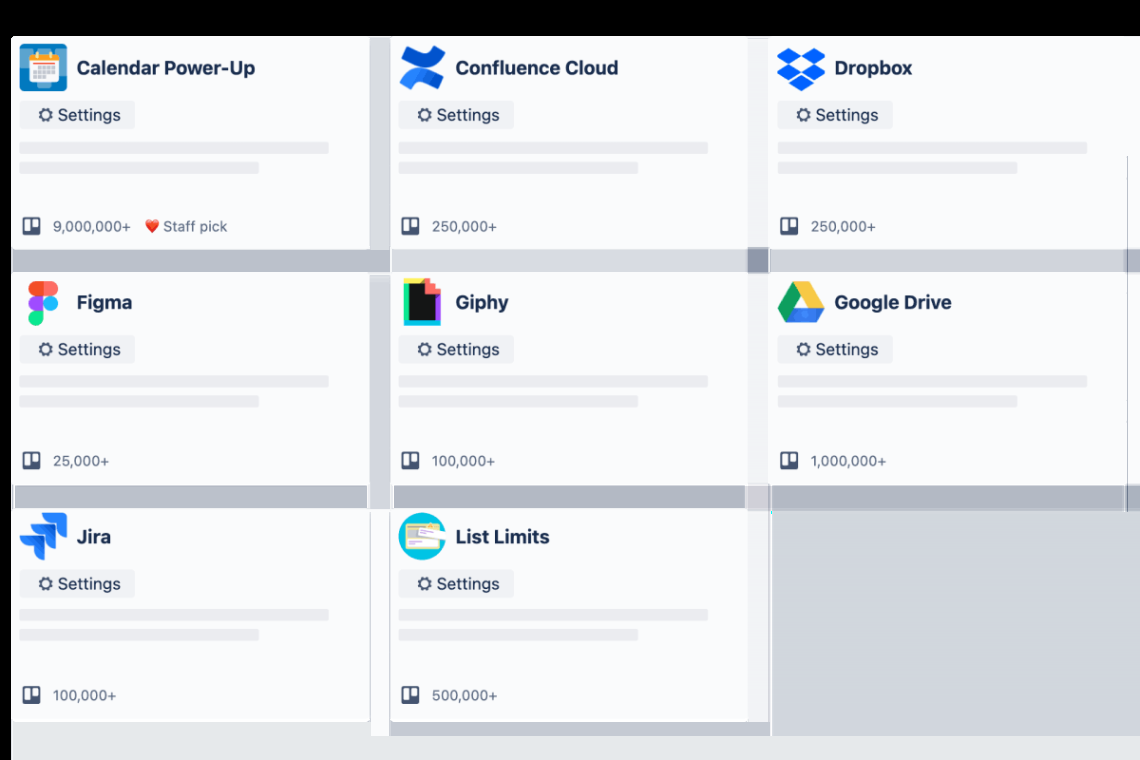 Calendar Power-Up
Settings
9,000,000+ Staff pick
Confluence Cloud
Settings
250,000+
Dropbox
Settings
250,000+
Figma
Settings
25,000+
Giphy
Settings
100,000+
Google Drive
Settings
1,000,000+
Jira
Settings
100,000+
List Limits
Settings
500,000+